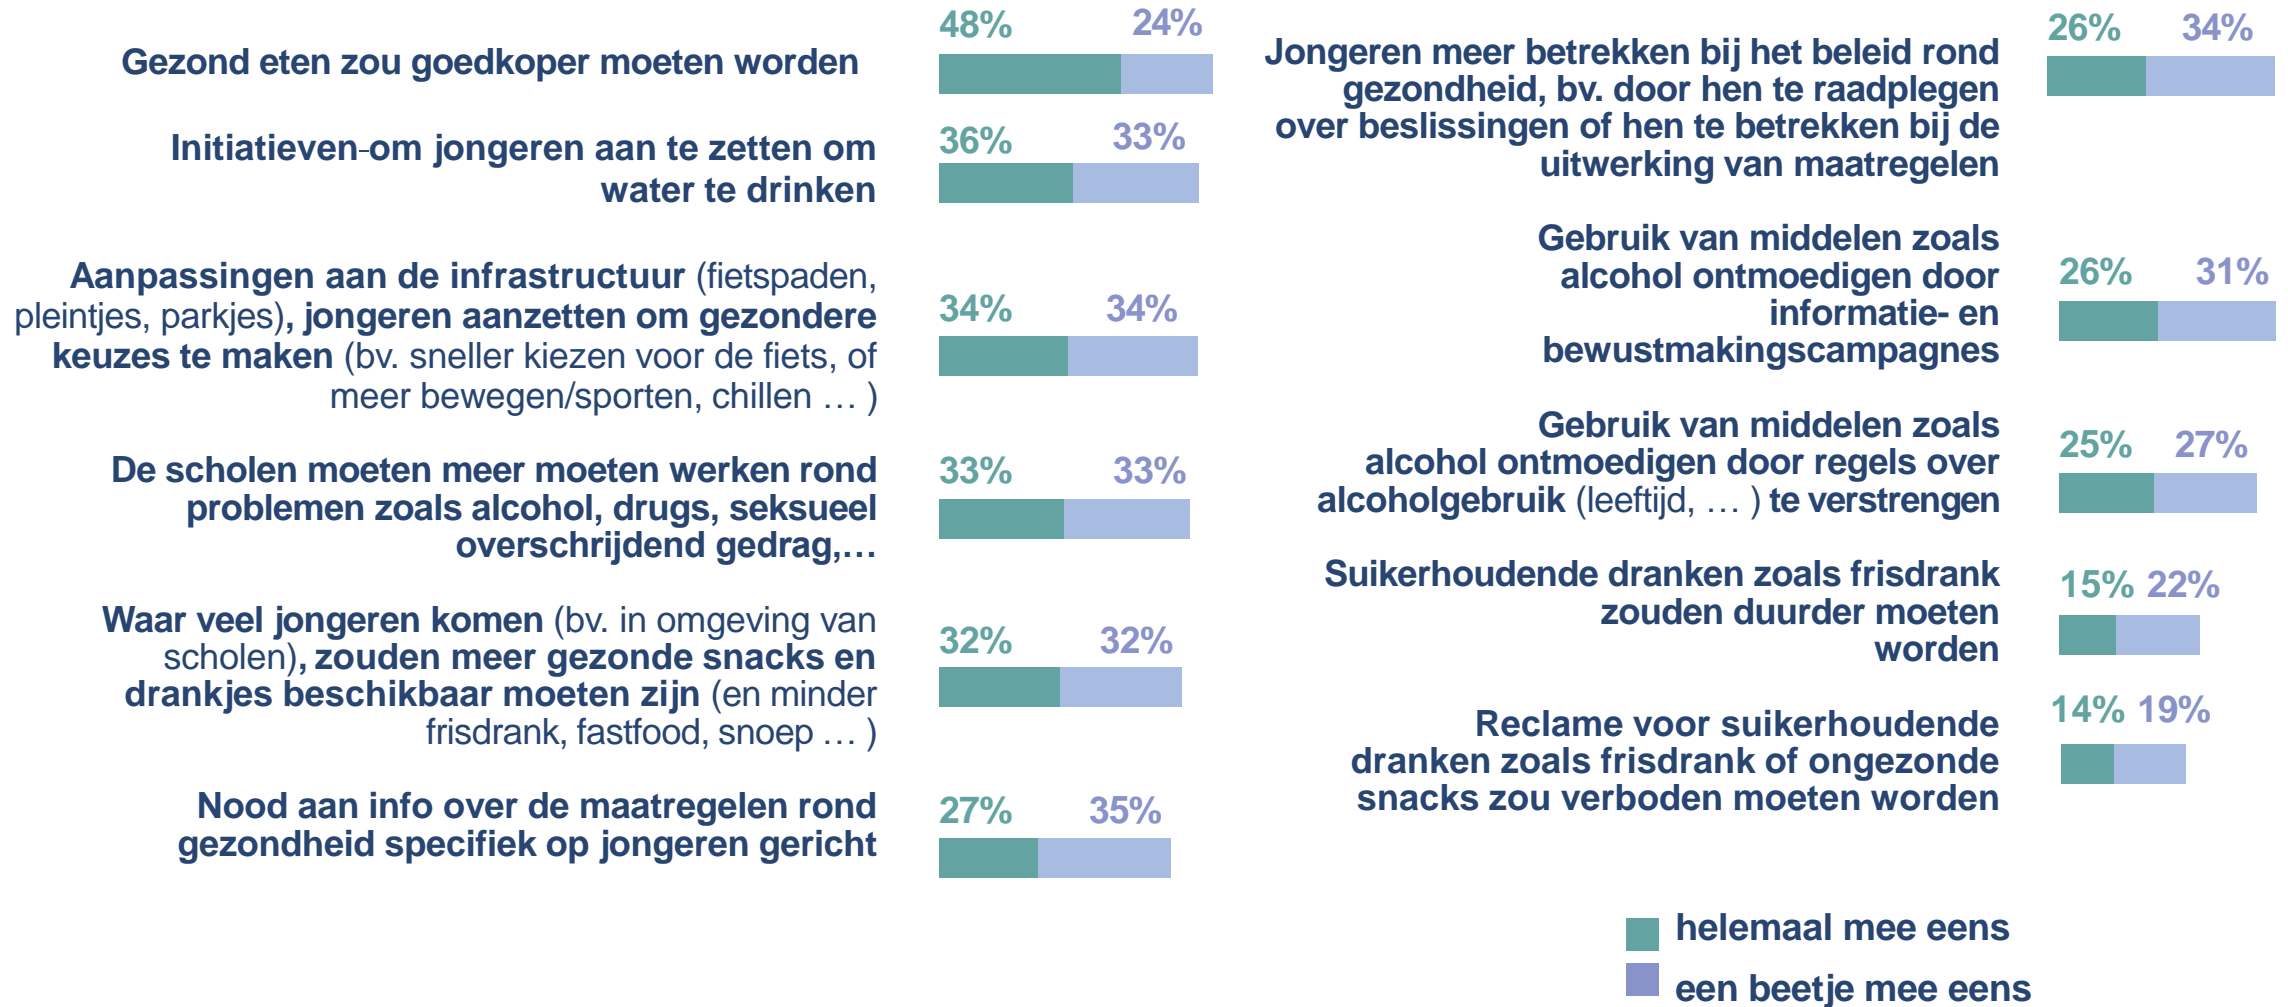 48% 24%
Gezond eten zou goedkoper moeten worden
36% 33%
Initiatieven-om jongeren aan te zetten om
water te drinken
Aanpassingen aan de infrastructuur (fietspaden,
pleintjes, parkjes), jongeren aanzetten om gezondere
keuzes te maken (bv. sneller kiezen voor de fiets, of
meer bewegen/sporten, chillen … )
34% 34%
De scholen moeten meer moeten werken rond
problemen zoals alcohol, drugs, seksueel
overschrijdend gedrag,…
33% 33%
Waar veel jongeren komen (bv. in omgeving van
scholen), zouden meer gezonde snacks en
drankjes beschikbaar moeten zijn (en minder
frisdrank, fastfood, snoep … )
32% 32%
Nood aan info over de maatregelen rond
gezondheid specifiek op jongeren gericht
27% 35%
Jongeren meer betrekken bij het beleid rond
gezondheid, bv. door hen te raadplegen
over beslissingen of hen te betrekken bij de
uitwerking van maatregelen
26% 34%
Gebruik van middelen zoals
alcohol ontmoedigen door
informatie- en
bewustmakingscampagnes
26% 31%
Gebruik van middelen zoals
alcohol ontmoedigen door regels over
alcoholgebruik (leeftijd, … ) te verstrengen
25% 27%
Suikerhoudende dranken zoals frisdrank
zouden duurder moeten
worden
15% 22%
Reclame voor suikerhoudende
dranken zoals frisdrank of ongezonde
snacks zou verboden moeten worden
14% 19%
helemaal mee eens
een beetje mee eens